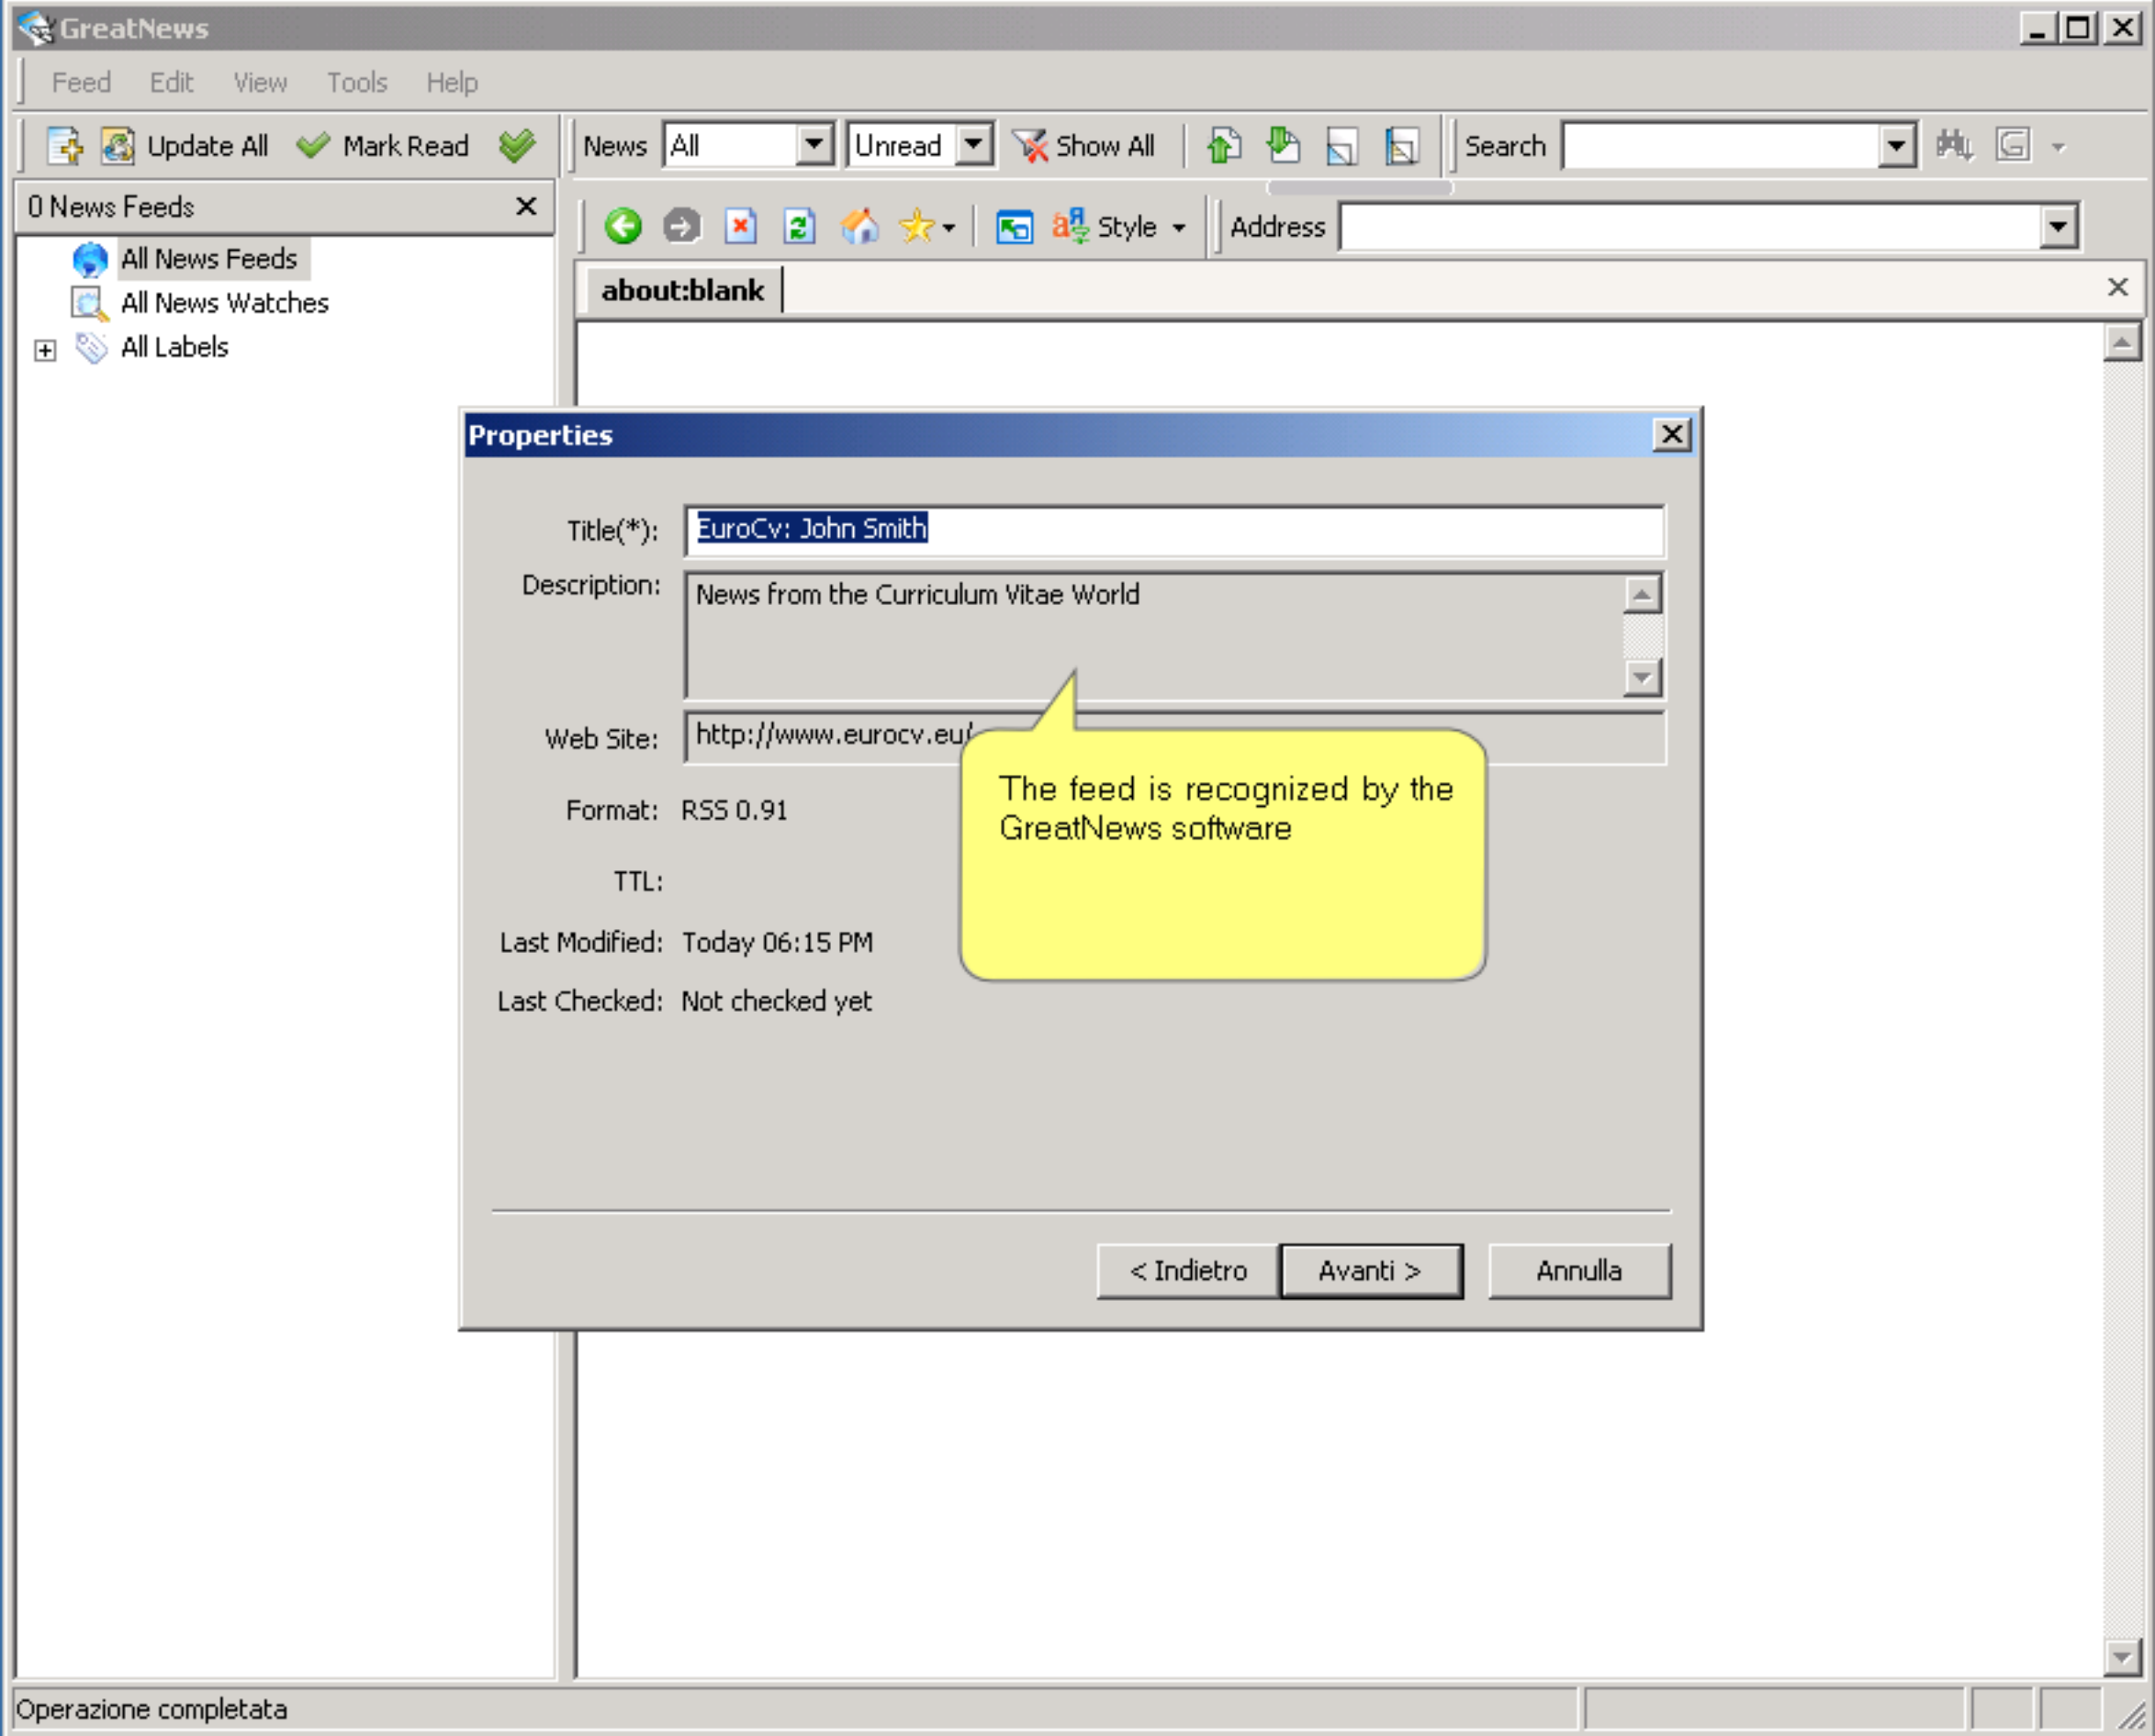 GreatNews
Feed Edit View Tools Help
Update All Mark Read News All Unread Show All Search
0 News Feeds
Style Address
All News Feeds
All News Watches
All Labels
about:blank
Properties
Title(*): EuroCv: John Smith
Description: News from the Curriculum Vitae World
Web Site: http://www.eurocv.eu/
The feed is recognized by the
GreatNews software
Format: RSS 0.91
TTL:
Last Modified: Today 06:15 PM
Last Checked: Not checked yet
< Indietro Avanti > Annulla
Operazione completata